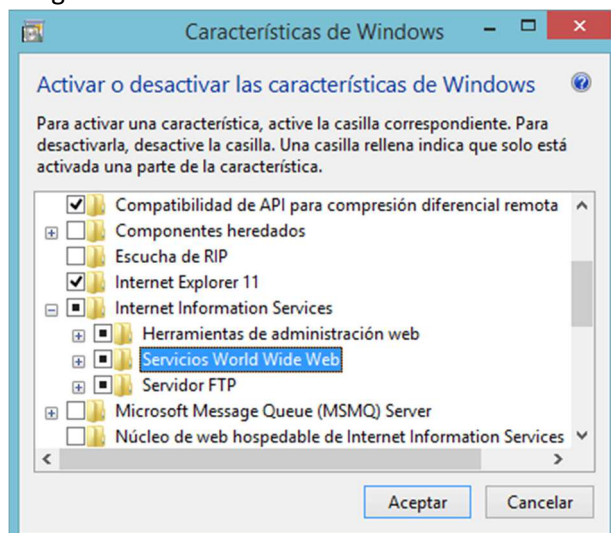 Características de Windows
Activar o desactivar las características de Windows
Para activar una característica, active la casilla correspondiente. Para
desactivarla, desactive la casilla. Una casilla rellena indica que solo está
activada una parte de la característica.
Compatibilidad de API para compresión diferencial remota
Componentes heredados
Escucha de RIP
Internet Explorer 11
Internet Information Services
Herramientas de administración web
Servicios World Wide Web
Servidor FTP
Microsoft Message Queue (MSMQ) Server
Núcleo de web hospedable de Internet Information Services
Aceptar Cancelar